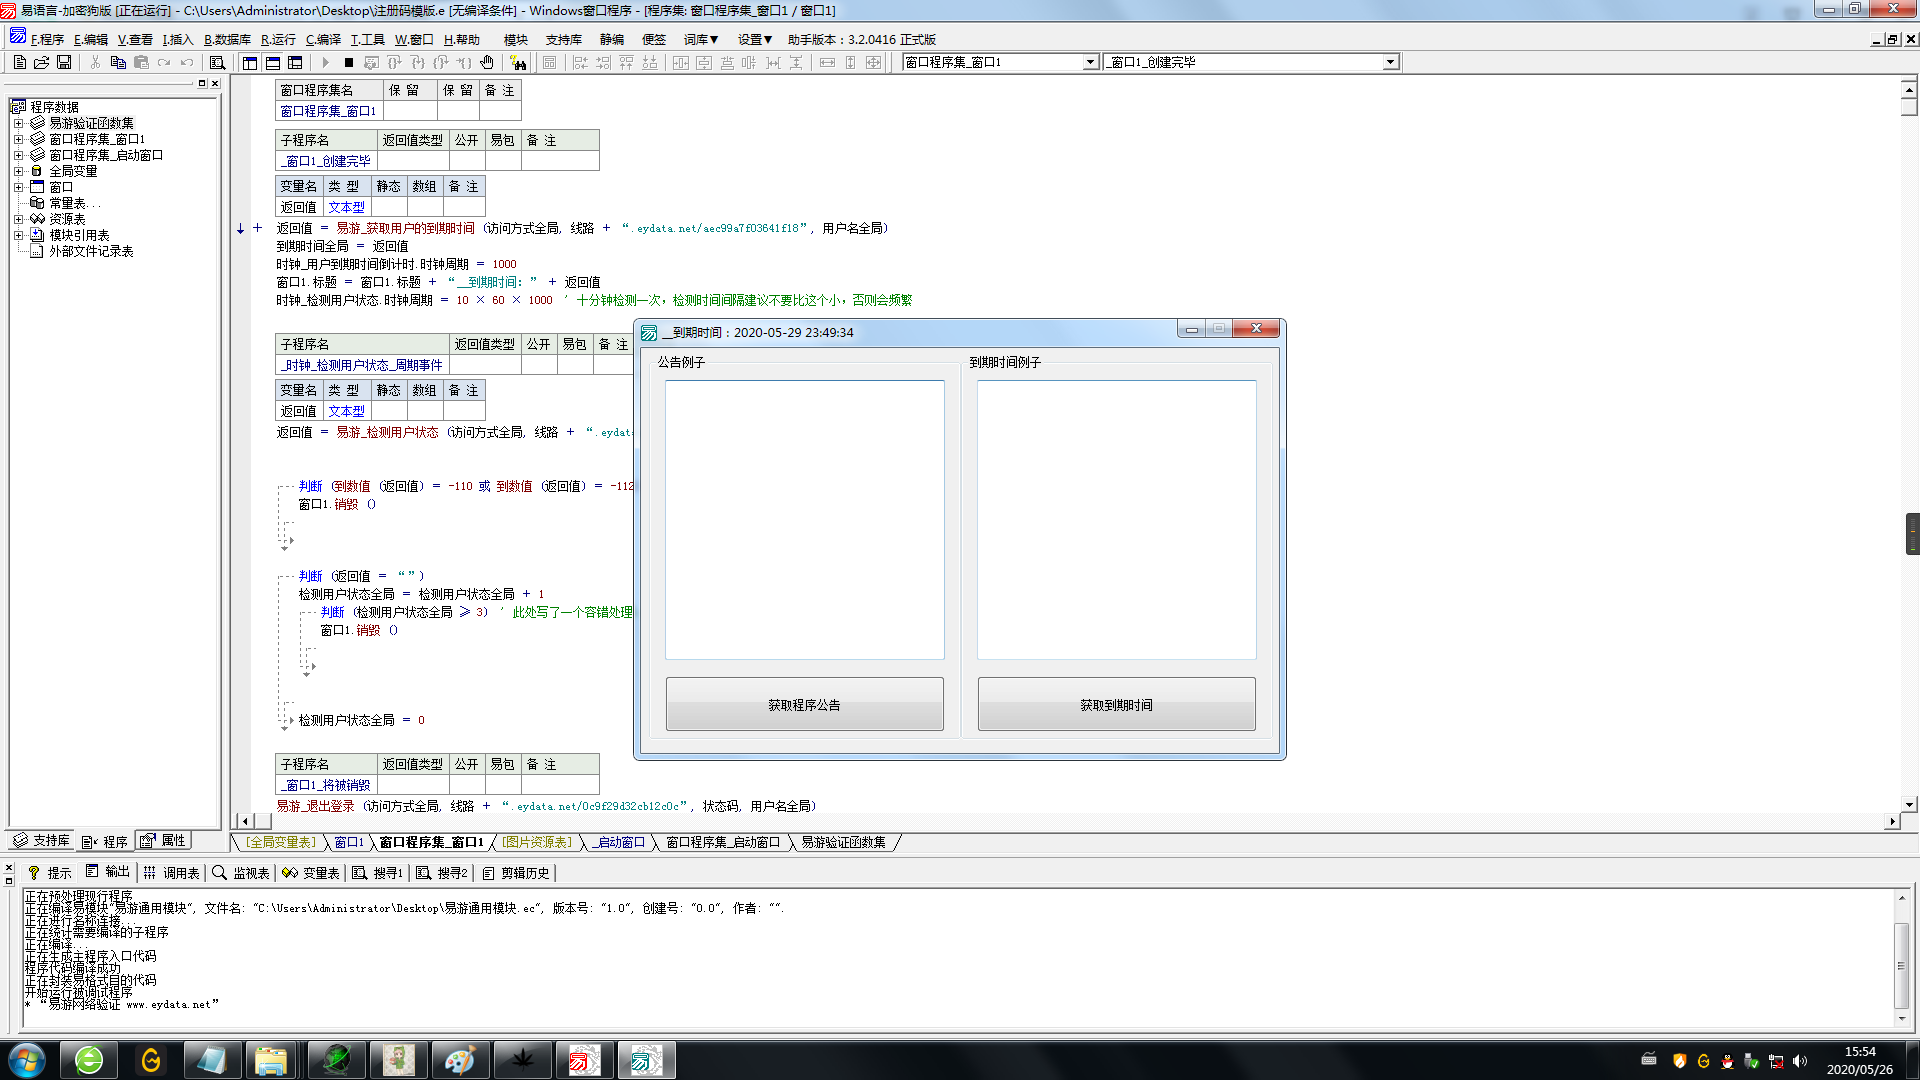 易语言-加密狗版 [正在运行] - C:\Users\Administrator\Desktop\注册码模版.e [无编译条件] - Windows窗口程序 - [程序集: 窗口程序集_窗口1 / 窗口1]
F.程序 E.编辑 V.查看 I.插入 B.数据库 R.运行 C.编译 T.工具 W.窗口 H.帮助 模块 支持库 静编 便签 词库▼ 设置▼ 助手版本：3.2.0416 正式版
窗口程序集_窗口1 _窗口1_创建完毕
程序数据
易游验证函数集
窗口程序集_窗口1
窗口程序集_启动窗口
全局变量
窗口
常量表...
资源表
模块引用表
外部文件记录表
支持库 程序 属性
窗口程序集名 保 留 保 留 备 注
窗口程序集_窗口1
子程序名 返回值类型 公开 易包 备 注
_窗口1_创建完毕
变量名 类 型 静态 数组 备 注
返回值 文本型
返回值 = 易游_获取用户的到期时间 (访问方式全局, 线路 + “.eydata.net/aec99a7f03641f18”, 用户名全局)
到期时间全局 = 返回值
时钟_用户到期时间倒计时.时钟周期 = 1000
窗口1.标题 = 窗口1.标题 + “__到期时间：” + 返回值
时钟_检测用户状态.时钟周期 = 10 × 60 × 1000 ' 十分钟检测一次，检测时间间隔建议不要比这个小，否则会频繁
子程序名 返回值类型 公开 易包 备 注
_时钟_检测用户状态_周期事件
变量名 类 型 静态 数组 备 注
返回值 文本型
返回值 = 易游_检测用户状态 (访问方式全局, 线路 + “.eydat
判断 (到数值 (返回值) = -110 或 到数值 (返回值) = -112
窗口1.销毁 ()
判断 (返回值 = “”)
检测用户状态全局 = 检测用户状态全局 + 1
判断 (检测用户状态全局 ≥ 3) ' 此处写了一个容错处理
窗口1.销毁 ()
检测用户状态全局 = 0
子程序名 返回值类型 公开 易包 备 注
_窗口1_将被销毁
易游_退出登录 (访问方式全局, 线路 + “.eydata.net/0c9f29d32cb12c0c”, 状态码, 用户名全局)
__到期时间：2020-05-29 23:49:34
公告例子 到期时间例子
获取程序公告 获取到期时间
[全局变量表] 窗口1 窗口程序集_窗口1 [图片资源表] _启动窗口 窗口程序集_启动窗口 易游验证函数集
提示 输出 调用表 监视表 变量表 搜寻1 搜寻2 剪辑历史
正在预处理现行程序
正在编译易模块“易游通用模块”, 文件名: “C:\Users\Administrator\Desktop\易游通用模块.ec”, 版本号: “1.0”, 创建号: “0.0”, 作者: “”.
正在进行名称连接...
正在统计需要编译的子程序
正在编译...
正在生成主程序入口代码
程序代码编译成功
正在封装易格式目的代码
开始运行被调试程序
* “易游网络验证 www.eydata.net”
15:54
2020/05/26